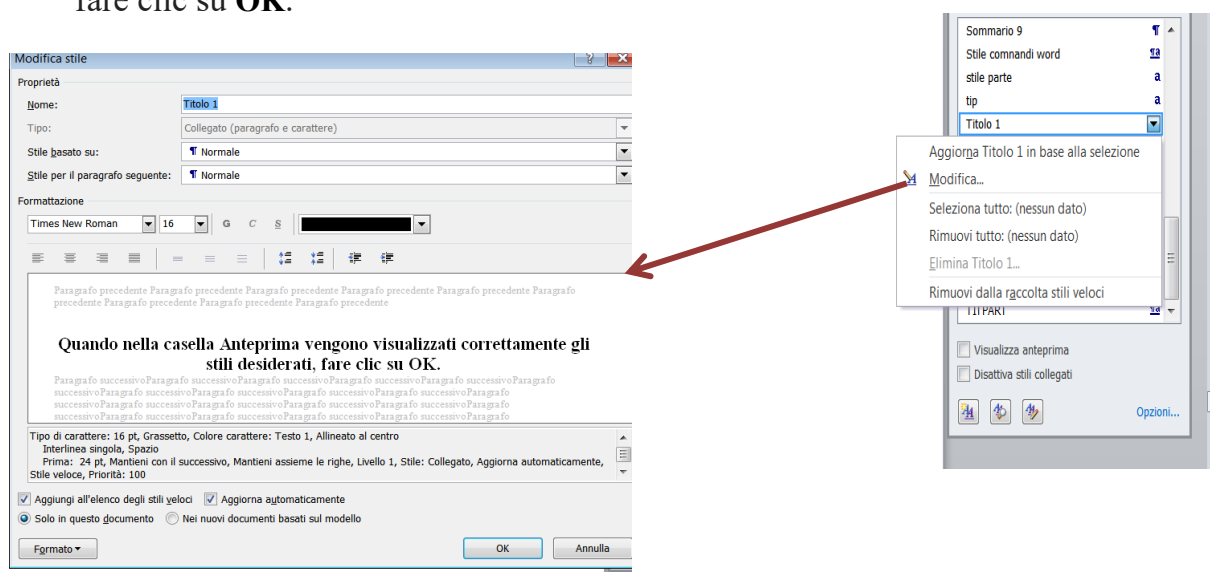 fare clic su OK.
Modifica stile
Proprietà
Nome: Titolo 1
Tipo: Collegato (paragrafo e carattere)
Stile basato su: ¶ Normale
Stile per il paragrafo seguente: ¶ Normale
Formattazione
Times New Roman 16 G C S
Paragrafo precedente Paragrafo precedente Paragrafo precedente Paragrafo precedente Paragrafo precedente Paragrafo
precedente Paragrafo precedente Paragrafo precedente Paragrafo precedente
Quando nella casella Anteprima vengono visualizzati correttamente gli
stili desiderati, fare clic su OK.
Paragrafo successivoParagrafo successivoParagrafo successivoParagrafo successivoParagrafo successivoParagrafo
successivoParagrafo successivoParagrafo successivoParagrafo successivoParagrafo
successivoParagrafo successivoParagrafo successivoParagrafo successivoParagrafo
successivoParagrafo successivoParagrafo successivoParagrafo successivoParagrafo
Tipo di carattere: 16 pt, Grassetto, Colore carattere: Testo 1, Allineato al centro
Interlinea singola, Spazio
Prima: 24 pt, Mantieni con il successivo, Mantieni assieme le righe, Livello 1, Stile: Collegato, Aggiorna automaticamente,
Stile veloce, Priorità: 100
Aggiungi all'elenco degli stili veloci Aggiorna automaticamente
Solo in questo documento Nei nuovi documenti basati sul modello
Formato OK Annulla
Sommario 9 ¶
Stile comnandi word ¶a
stile parte a
tip a
Titolo 1
Aggiorna Titolo 1 in base alla selezione
Modifica...
Seleziona tutto: (nessun dato)
Rimuovi tutto: (nessun dato)
Elimina Titolo 1...
Rimuovi dalla raccolta stili veloci
TITPART ¶a
Visualizza anteprima
Disattiva stili collegati
Opzioni...